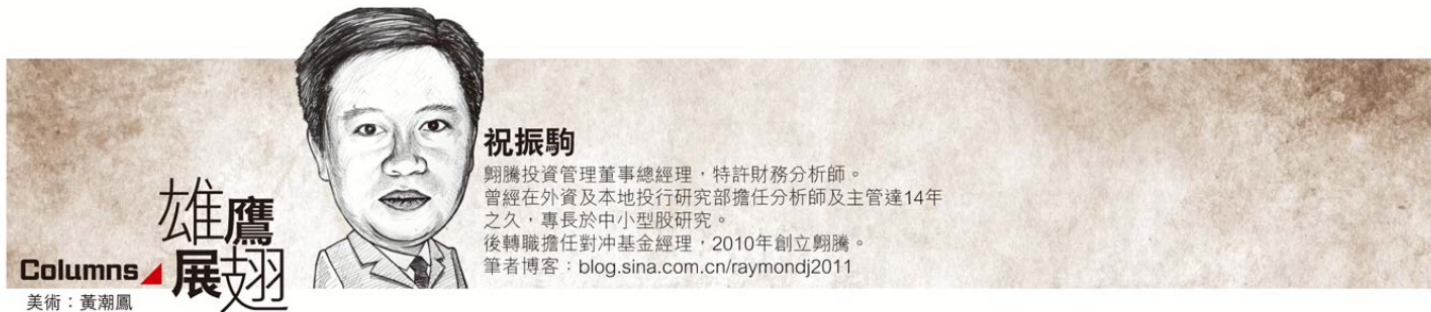 雄鷹
展翅
Columns
美術：黃潮鳳
祝振駒
翺騰投資管理董事總經理，特許財務分析師。
曾經在外資及本地投行研究部擔任分析師及主管達14年
之久，專長於中小型股研究。
後轉職擔任對沖基金經理，2010年創立翺騰。
筆者博客：blog.sina.com.cn/raymondj2011